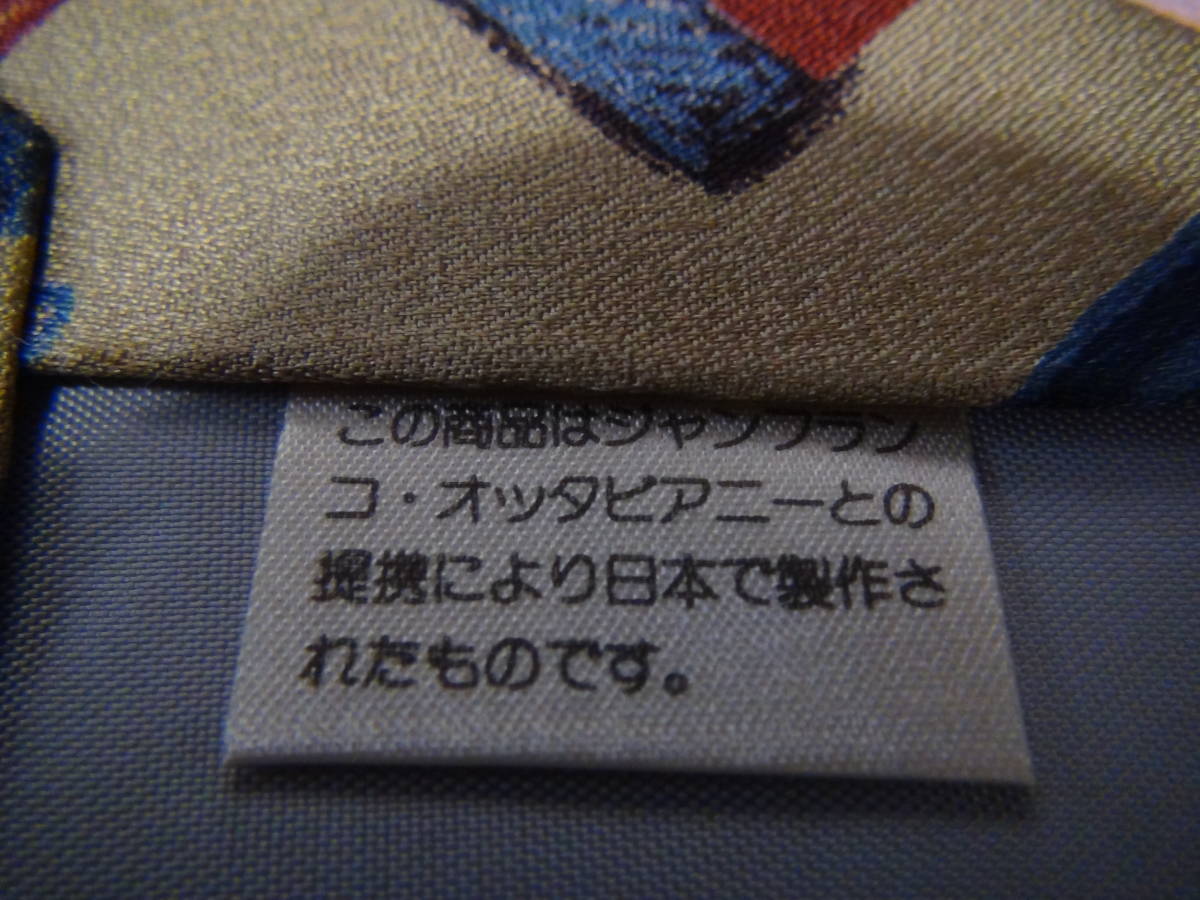 この商品はジャンフラン
コ・オッタビアニーとの
提携により日本で製作さ
れたものです。